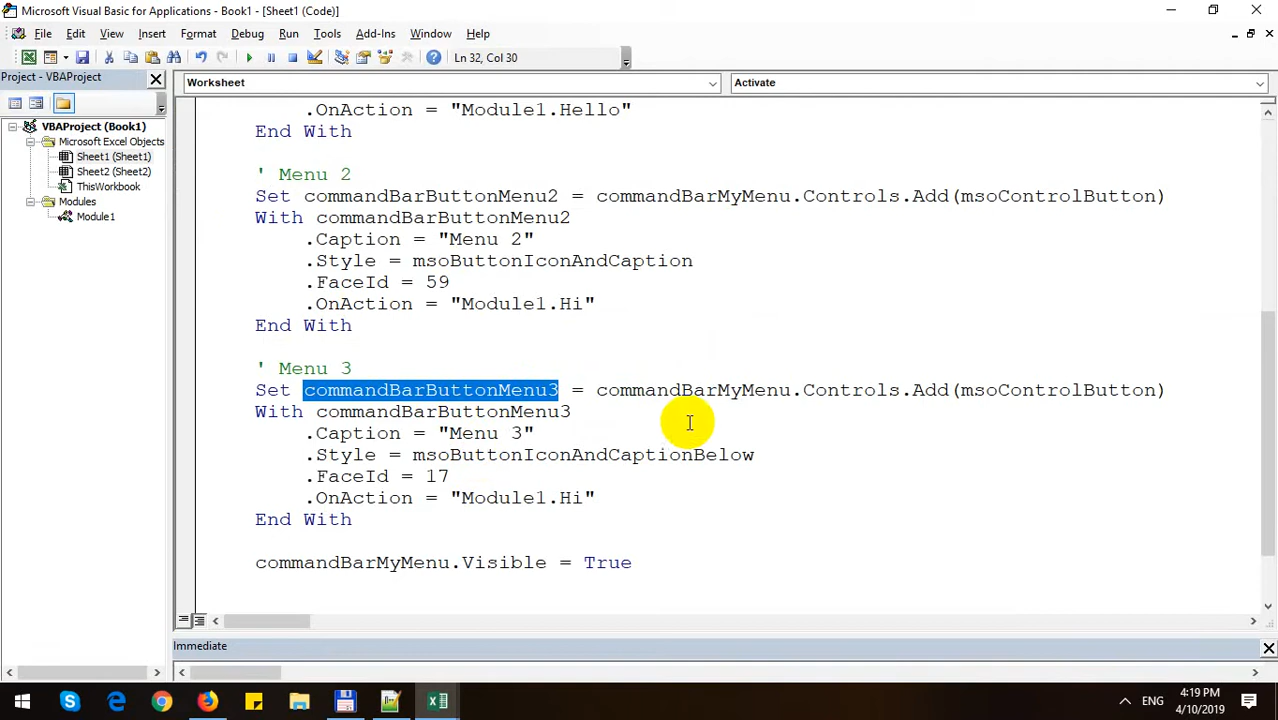 Microsoft Visual Basic for Applications - Book1 - [Sheet1 (Code)]
File Edit View Insert Format Debug Run Tools Add-Ins Window Help
Ln 32, Col 30
Project - VBAProject
Worksheet
Activate
VBAProject (Book1)
Microsoft Excel Objects
Sheet1 (Sheet1)
Sheet2 (Sheet2)
ThisWorkbook
Modules
Module1
.OnAction = "Module1.Hello"
End With
' Menu 2
Set commandBarButtonMenu2 = commandBarMyMenu.Controls.Add(msoControlButton)
With commandBarButtonMenu2
.Caption = "Menu 2"
.Style = msoButtonIconAndCaption
.FaceId = 59
.OnAction = "Module1.Hi"
End With
' Menu 3
Set commandBarButtonMenu3 = commandBarMyMenu.Controls.Add(msoControlButton)
With commandBarButtonMenu3
.Caption = "Menu 3"
.Style = msoButtonIconAndCaptionBelow
.FaceId = 17
.OnAction = "Module1.Hi"
End With
commandBarMyMenu.Visible = True
Immediate
ENG
4:19 PM
4/10/2019